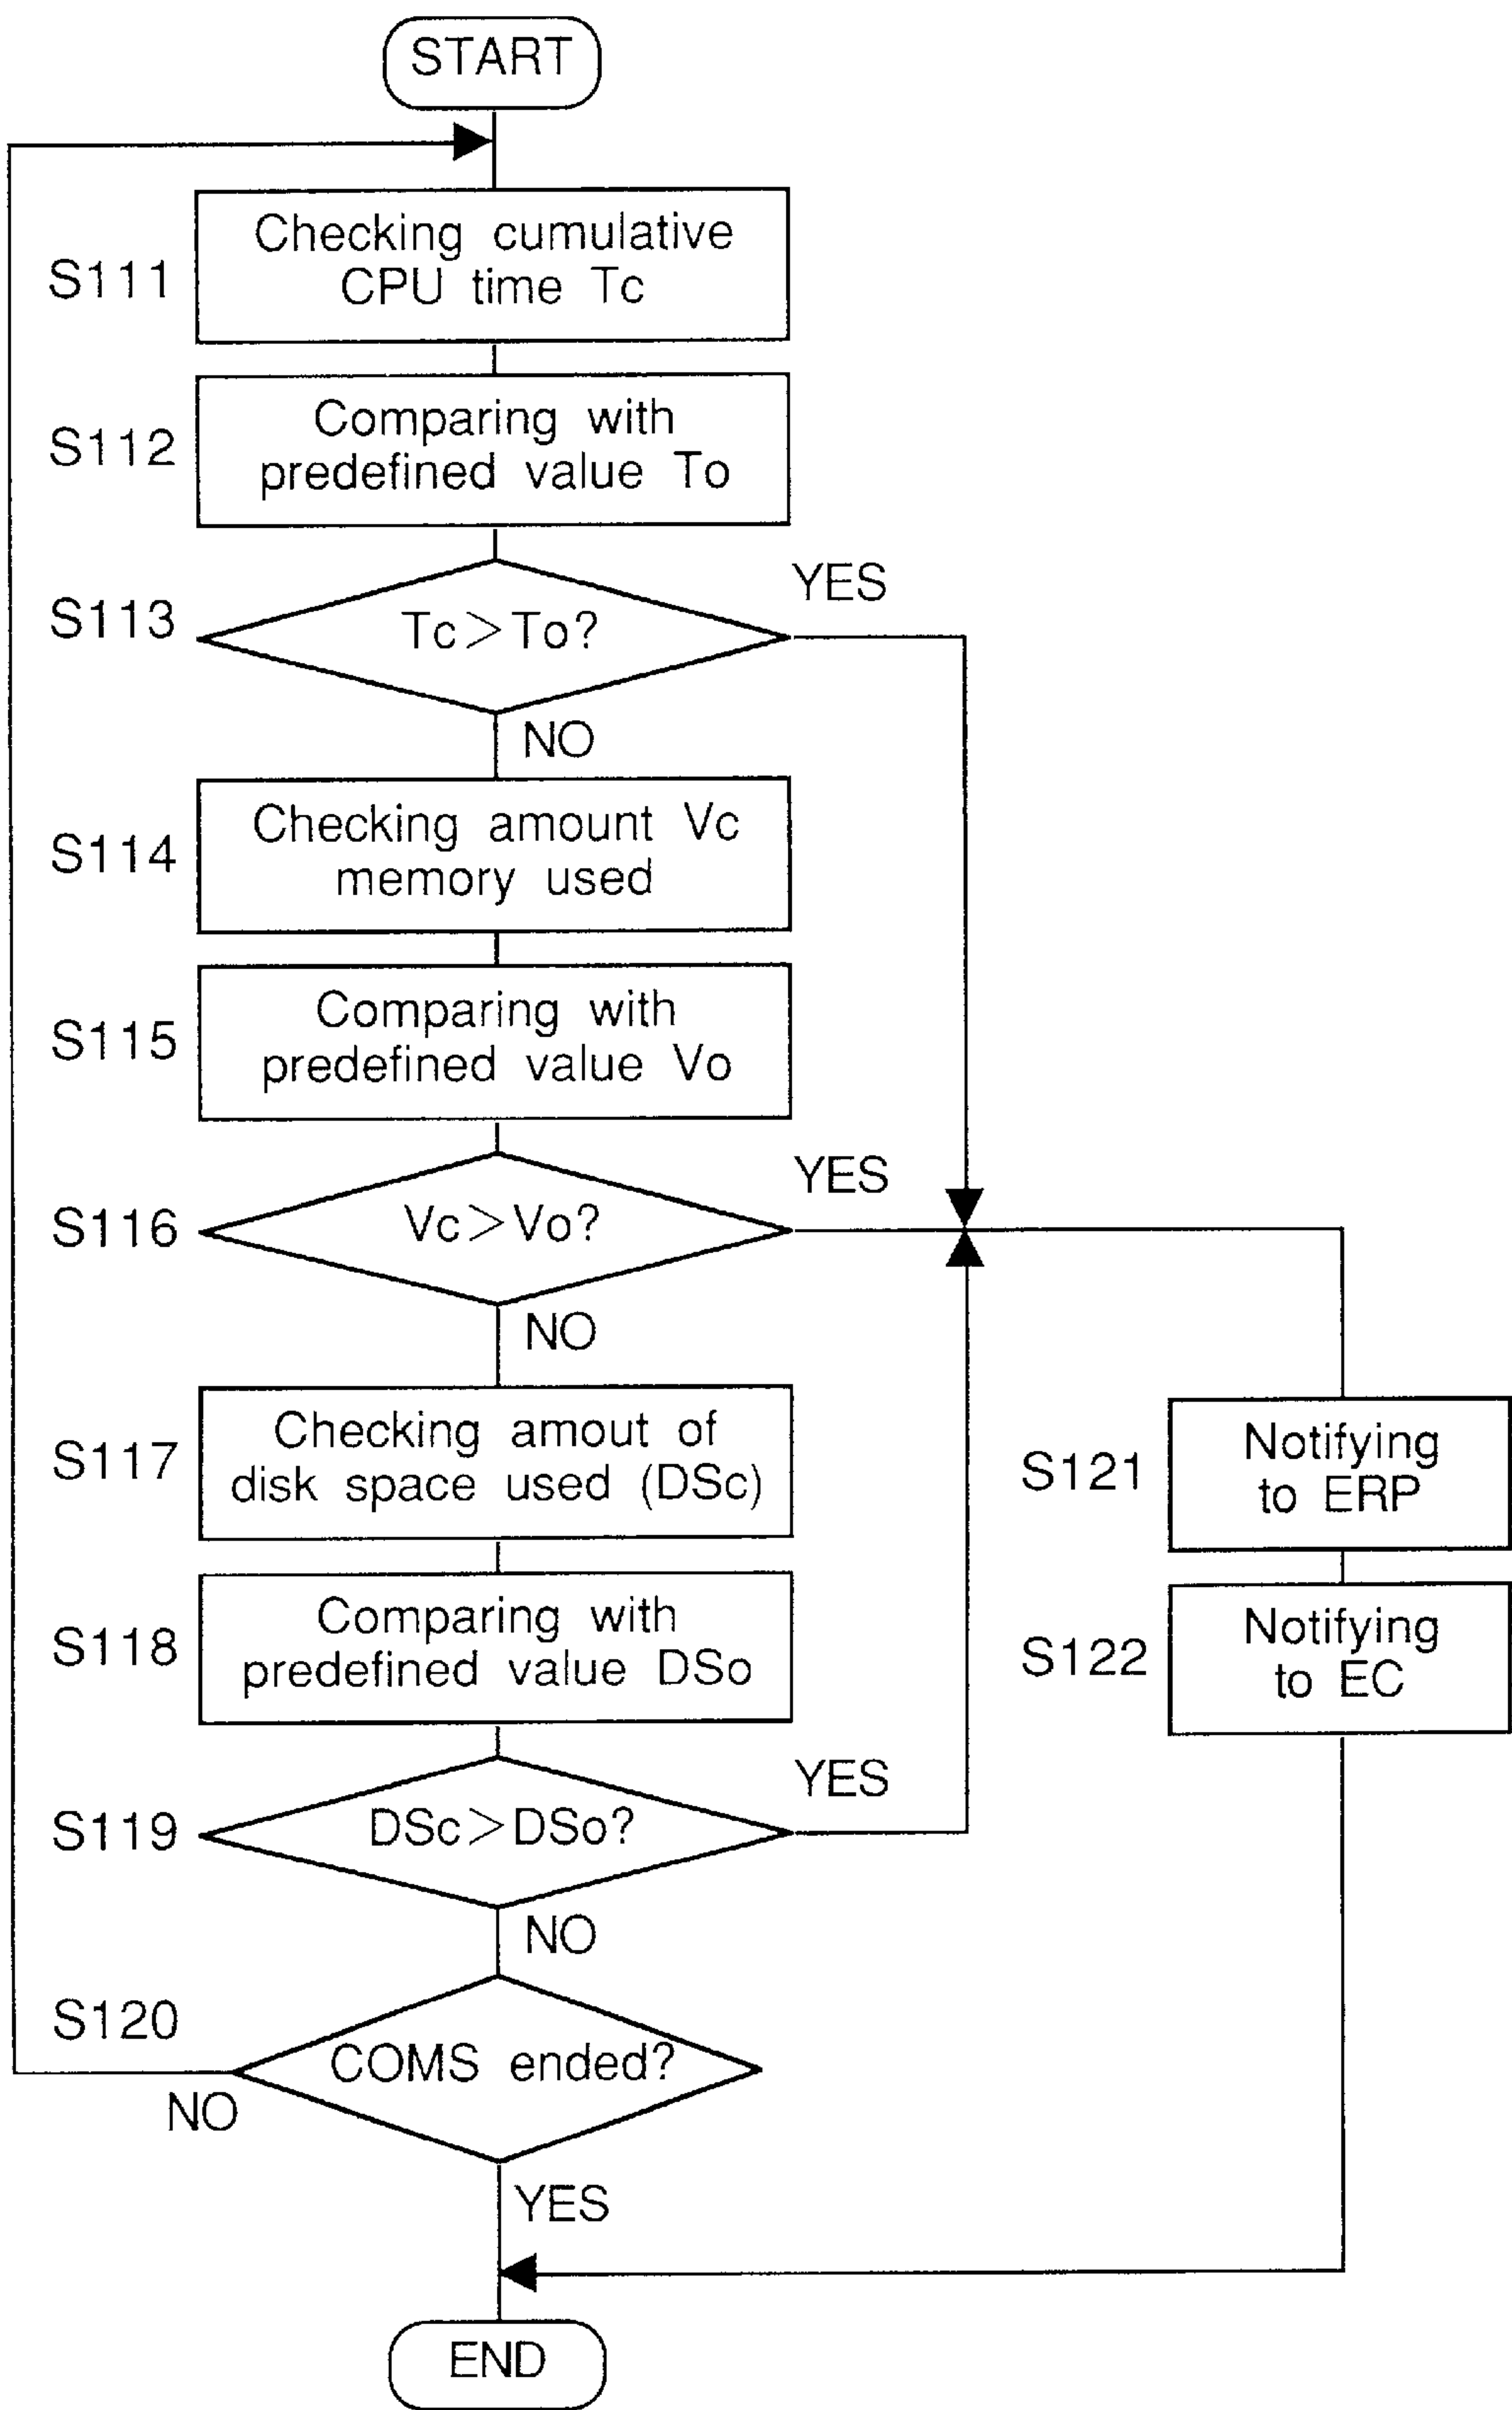 START
S111
Checking cumulative
CPU time Tc
S112
Comparing with
predefined value To
S113
Tc>To?
YES
NO
S114
Checking amount Vc
memory used
S115
Comparing with
predefined value Vo
S116
Vc>Vo?
YES
NO
S117
Checking amout of
disk space used (DSc)
S118
Comparing with
predefined value DSo
S119
DSc>DSo?
YES
NO
S120
COMS ended?
NO
YES
S121
Notifying
to ERP
S122
Notifying
to EC
END